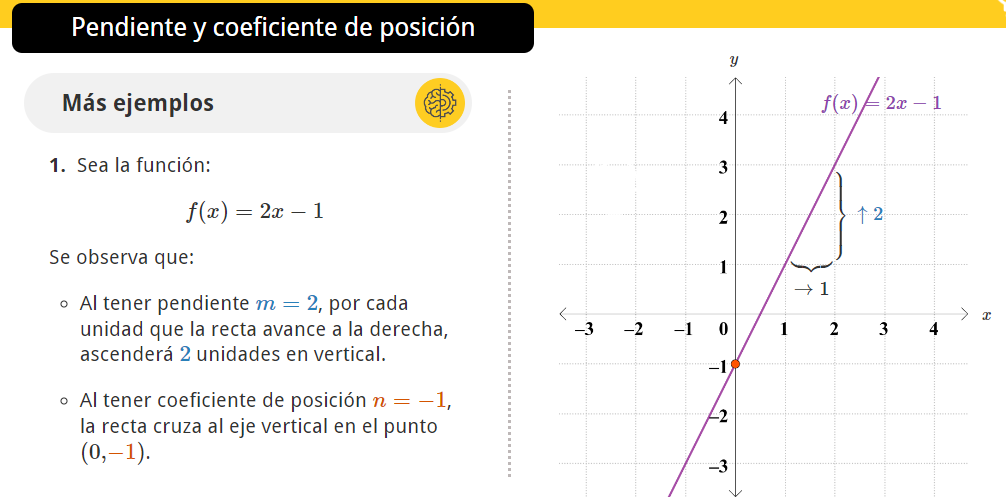 Pendiente y coeficiente de posición
Más ejemplos
1. Sea la función:
f(x) = 2x − 1
Se observa que:
Al tener pendiente m = 2, por cada
unidad que la recta avance a la derecha,
ascenderá 2 unidades en vertical.
Al tener coeficiente de posición n = −1,
la recta cruza al eje vertical en el punto
(0,−1).
y
f(x) = 2x − 1
4
3
2
↑ 2
1
→ 1
−3 −2 −1 0 1 2 3 4 x
−1
−2
−3